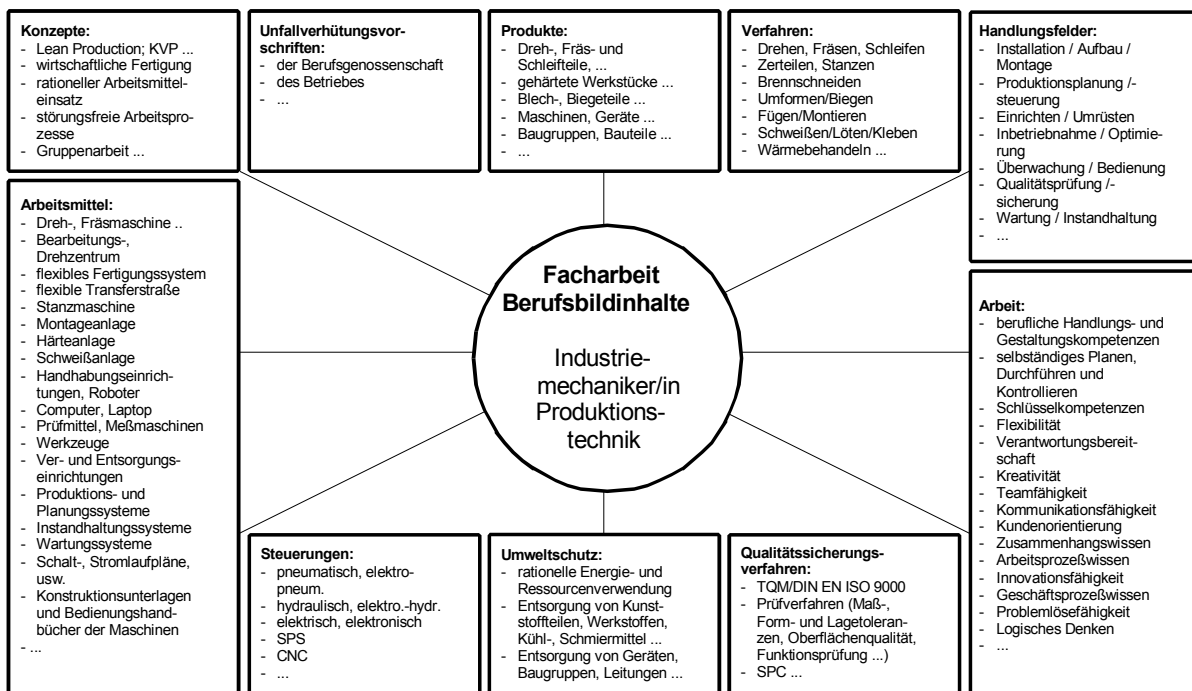 Konzepte:
- Lean Production; KVP ...
- wirtschaftliche Fertigung
- rationeller Arbeitsmittel-
einsatz
- störungsfreie Arbeitspro-
zesse
- Gruppenarbeit ...
Unfallverhütungsvor-
schriften:
- der Berufsgenossenschaft
- des Betriebes
- ...
Produkte:
- Dreh-, Fräs- und
Schleifteile, ...
- gehärtete Werkstücke ...
- Blech-, Biegeteile ...
- Maschinen, Geräte ...
- Baugruppen, Bauteile ...
- ...
Verfahren:
- Drehen, Fräsen, Schleifen
- Zerteilen, Stanzen
- Brennschneiden
- Umformen/Biegen
- Fügen/Montieren
- Schweißen/Löten/Kleben
- Wärmebehandeln ...
Handlungsfelder:
- Installation / Aufbau /
Montage
- Produktionsplanung /-
steuerung
- Einrichten / Umrüsten
- Inbetriebnahme / Optimie-
rung
- Überwachung / Bedienung
- Qualitätsprüfung /-
sicherung
- Wartung / Instandhaltung
- ...
Arbeitsmittel:
- Dreh-, Fräsmaschine ..
- Bearbeitungs-,
Drehzentrum
- flexibles Fertigungssystem
- flexible Transferstraße
- Stanzmaschine
- Montageanlage
- Härteanlage
- Schweißanlage
- Handhabungseinrich-
tungen, Roboter
- Computer, Laptop
- Prüfmittel, Meßmaschinen
- Werkzeuge
- Ver- und Entsorgungs-
einrichtungen
- Produktions- und
Planungssysteme
- Instandhaltungssysteme
- Wartungssysteme
- Schalt-, Stromlaufpläne,
usw.
- Konstruktionsunterlagen
und Bedienungshand-
bücher der Maschinen
- ...
Facharbeit
Berufsbildinhalte
Industrie-
mechaniker/in
Produktions-
technik
Arbeit:
- berufliche Handlungs- und
Gestaltungskompetenzen
- selbständiges Planen,
Durchführen und
Kontrollieren
- Schlüsselkompetenzen
- Flexibilität
- Verantwortungsbereit-
schaft
- Kreativität
- Teamfähigkeit
- Kommunikationsfähigkeit
- Kundenorientierung
- Zusammenhangswissen
- Arbeitsprozeßwissen
- Innovationsfähigkeit
- Geschäftsprozeßwissen
- Problemlösefähigkeit
- Logisches Denken
- ...
Steuerungen:
- pneumatisch, elektro-
pneum.
- hydraulisch, elektro.-hydr.
- elektrisch, elektronisch
- SPS
- CNC
- ...
Umweltschutz:
- rationelle Energie- und
Ressourcenverwendung
- Entsorgung von Kunst-
stoffteilen, Werkstoffen,
Kühl-, Schmiermittel ...
- Entsorgung von Geräten,
Baugruppen, Leitungen ...
Qualitätssicherungs-
verfahren:
- TQM/DIN EN ISO 9000
- Prüfverfahren (Maß-,
Form- und Lagetoleran-
zen, Oberflächenqualität,
Funktionsprüfung ...)
- SPC ...